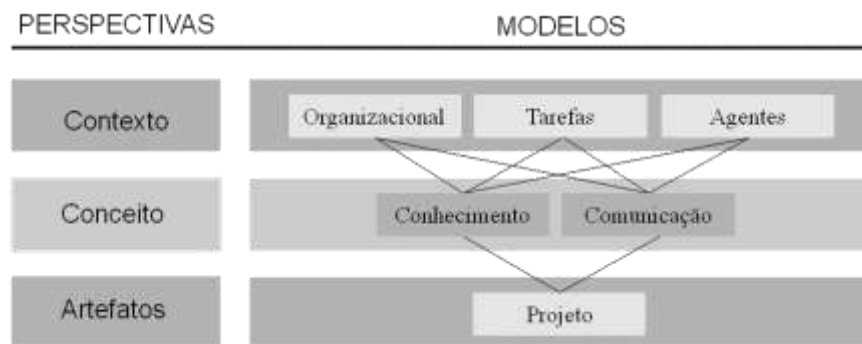 PERSPECTIVAS MODELOS
Contexto Organizacional Tarefas Agentes
Conceito Conhecimento Comunicação
Artefatos Projeto